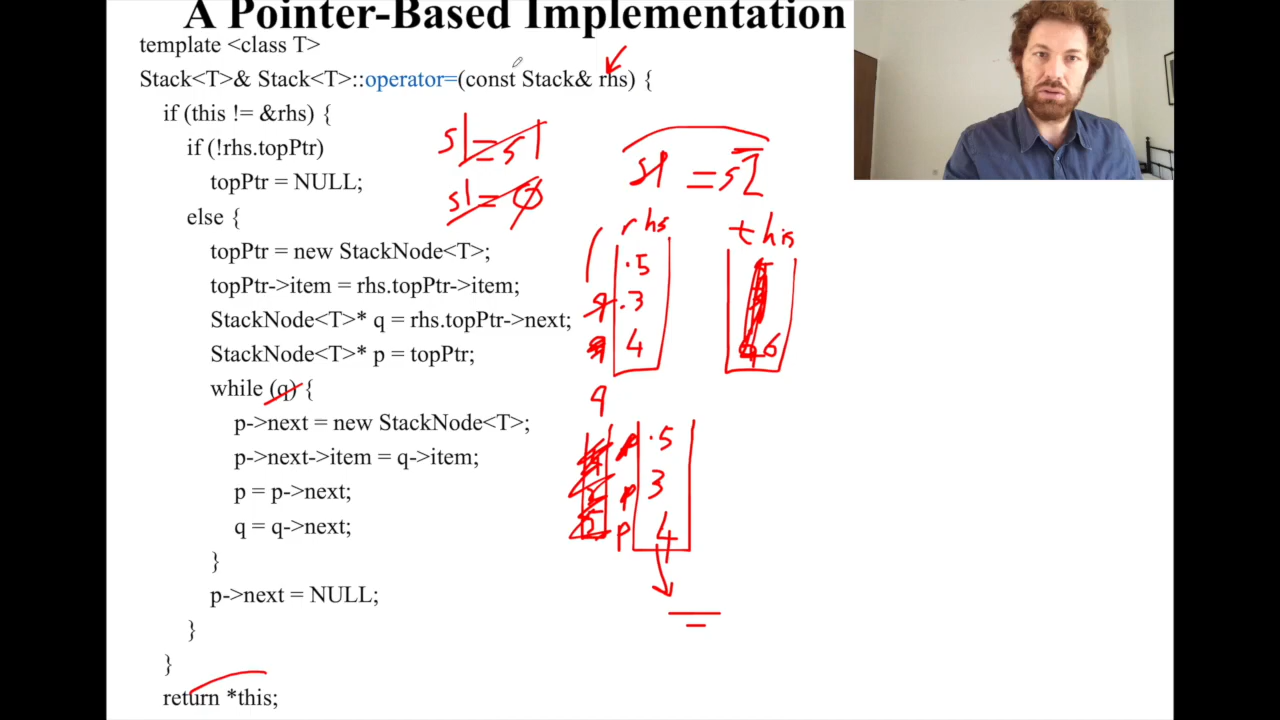 A Pointer-Based Implementation
template <class T>
Stack<T>& Stack<T>::operator=(const Stack& rhs) {
if (this != &rhs) {
if (!rhs.topPtr)
topPtr = NULL;
else {
topPtr = new StackNode<T>;
topPtr->item = rhs.topPtr->item;
StackNode<T>* q = rhs.topPtr->next;
StackNode<T>* p = topPtr;
while (q) {
p->next = new StackNode<T>;
p->next->item = q->item;
p = p->next;
q = q->next;
}
p->next = NULL;
}
}
return *this;
s1=s1
s1=∅
s1 = s2
rhs
.5
q .3
q 4
q
this
6
p .5
p 3
p 4